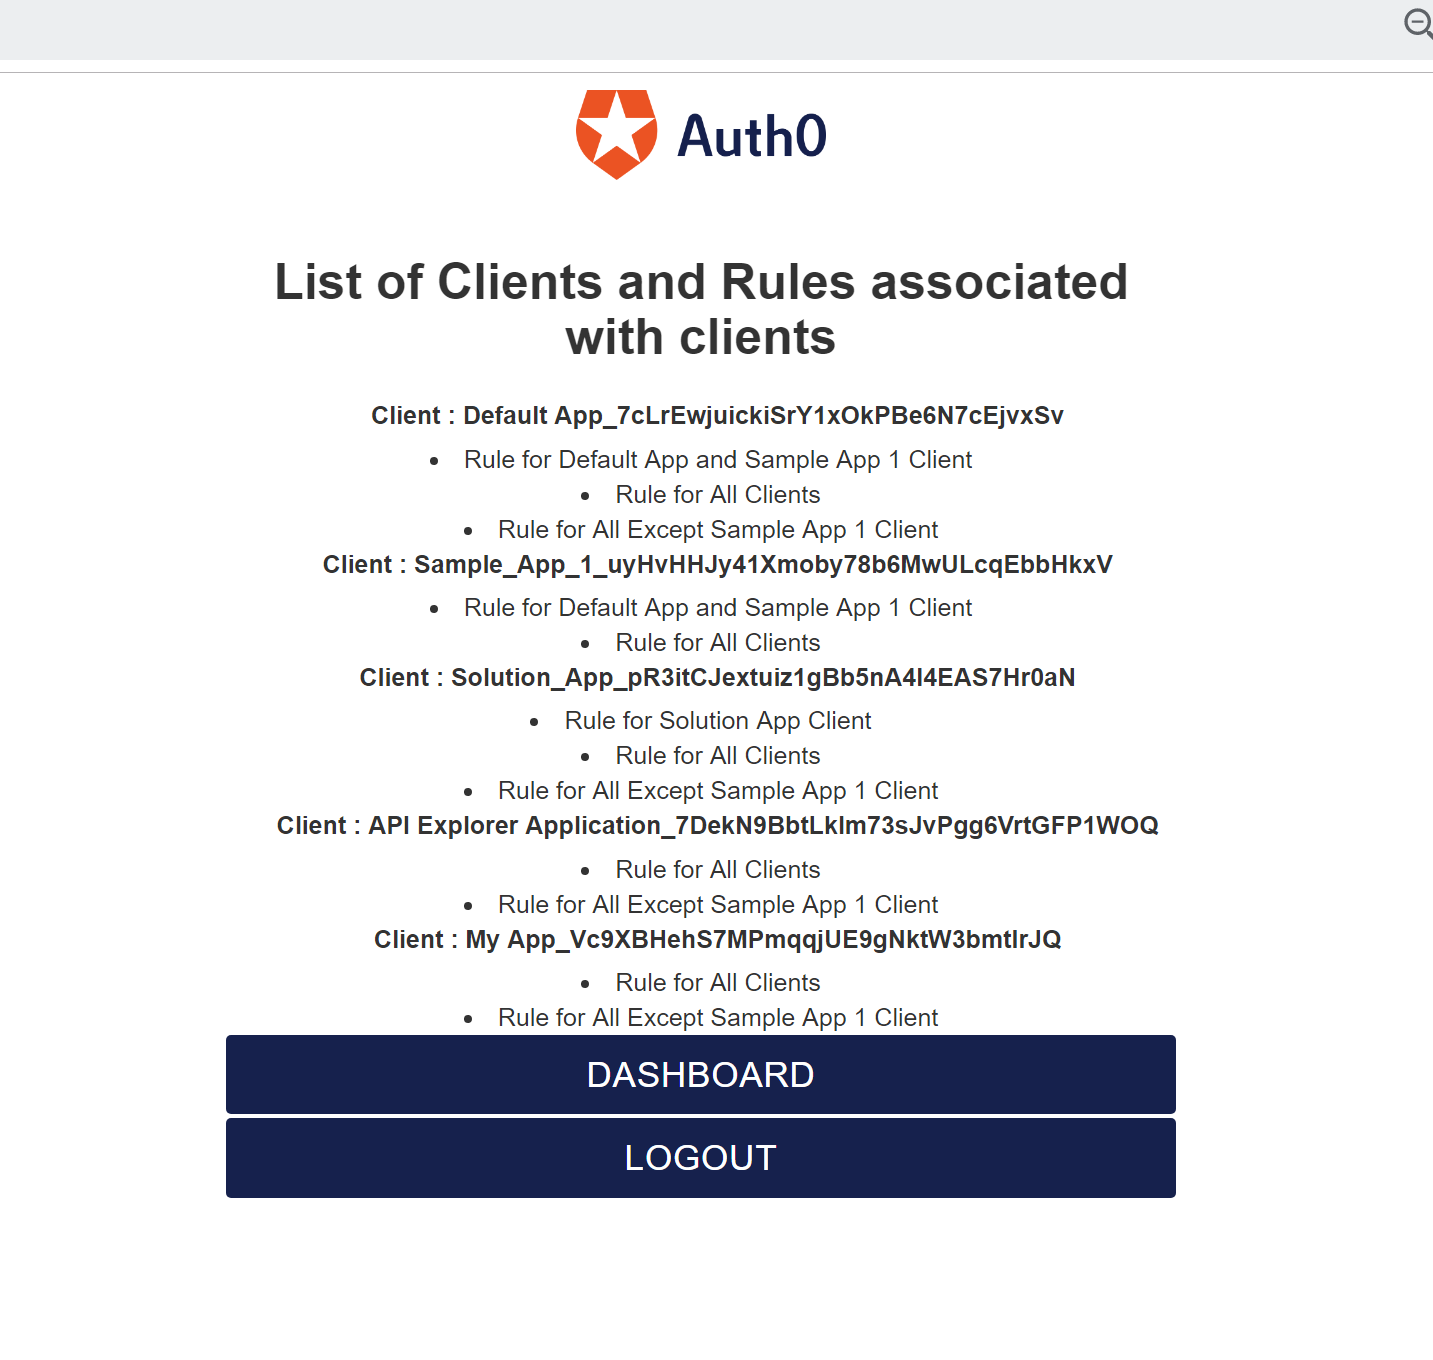 Auth0
List of Clients and Rules associated
with clients
Client : Default App_7cLrEwjuickiSrY1xOkPBe6N7cEjvxSv
• Rule for Default App and Sample App 1 Client
• Rule for All Clients
• Rule for All Except Sample App 1 Client
Client : Sample_App_1_uyHvHHJy41Xmoby78b6MwULcqEbbHkxV
• Rule for Default App and Sample App 1 Client
• Rule for All Clients
Client : Solution_App_pR3itCJextuiz1gBb5nA4l4EAS7Hr0aN
• Rule for Solution App Client
• Rule for All Clients
• Rule for All Except Sample App 1 Client
Client : API Explorer Application_7DekN9BbtLkIm73sJvPgg6VrtGFP1WOQ
• Rule for All Clients
• Rule for All Except Sample App 1 Client
Client : My App_Vc9XBHehS7MPmqqjUE9gNktW3bmtIrJQ
• Rule for All Clients
• Rule for All Except Sample App 1 Client
DASHBOARD
LOGOUT